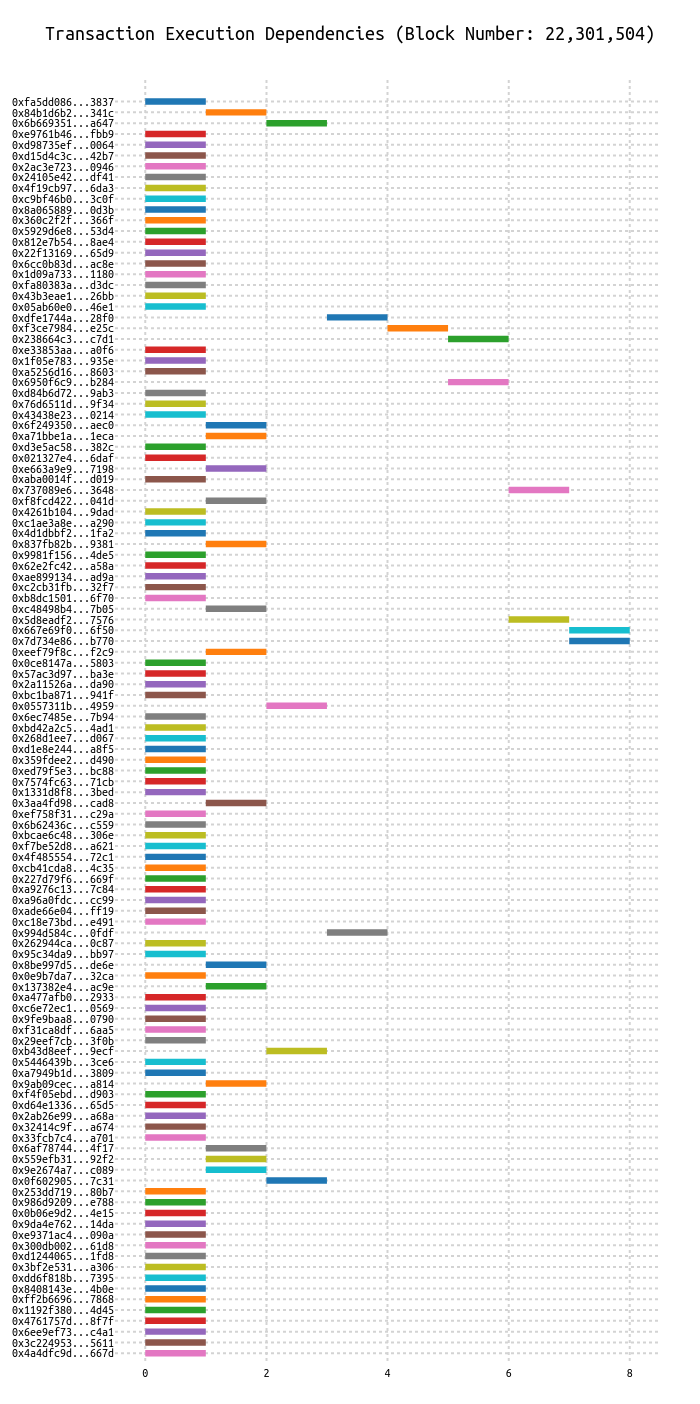 Transaction Execution Dependencies (Block Number: 22,301,504)
0xfa5dd086...3837
0x84b1d6b2...341c
0x6b669351...a647
0xe9761b46...fbb9
0xd98735ef...0064
0xd15d4c3c...42b7
0x2ac3e723...0946
0x24105e42...df41
0x4f19cb97...6da3
0xc9bf46b0...3c0f
0x8a065889...0d3b
0x360c2f2f...366f
0x5929d6e8...53d4
0x812e7b54...8ae4
0x22f13169...65d9
0x6cc0b83d...ac8e
0x1d09a733...1180
0xfa80383a...d3dc
0x43b3eae1...26bb
0x05ab60e0...46e1
0xdfe1744a...28f0
0xf3ce7984...e25c
0x238664c3...c7d1
0xe33853aa...a0f6
0x1f05e783...935e
0xa5256d16...8603
0x6950f6c9...b284
0xd84b6d72...9ab3
0x76d6511d...9f34
0x43438e23...0214
0x6f249350...aec0
0xa71bbe1a...1eca
0xd3e5ac58...382c
0x021327e4...6daf
0xe663a9e9...7198
0xaba0014f...d019
0x737089e6...3648
0xf8fcd422...041d
0x4261b104...9dad
0xc1ae3a8e...a290
0x4d1dbbf2...1fa2
0x837fb82b...9381
0x9981f156...4de5
0x62e2fc42...a58a
0xae899134...ad9a
0xc2cb31fb...32f7
0xb8dc1501...6f70
0xc48498b4...7b05
0x5d8eadf2...7576
0x667e69f0...6f50
0x7d734e86...b770
0xeef79f8c...f2c9
0x0ce8147a...5803
0x57ac3d97...ba3e
0x2a11526a...da90
0xbc1ba871...941f
0x0557311b...4959
0x6ec7485e...7b94
0xbd42a2c5...4ad1
0x268d1ee7...d067
0xd1e8e244...a8f5
0x359fdee2...d490
0xed79f5e3...bc88
0x7574fc63...71cb
0x1331d8f8...3bed
0x3aa4fd98...cad8
0xef758f31...c29a
0x6b62436c...c559
0xbcae6c48...306e
0xf7be52d8...a621
0x4f485554...72c1
0xcb41cda8...4c35
0x227d79f6...669f
0xa9276c13...7c84
0xa96a0fdc...cc99
0xade66e04...ff19
0xc18e73bd...e491
0x994d584c...0fdf
0x262944ca...0c87
0x95c34da9...bb97
0x8be997d5...de6e
0x0e9b7da7...32ca
0x137382e4...ac9e
0xa477afb0...2933
0xc6e72ec1...0569
0x9fe9baa8...0790
0xf31ca8df...6aa5
0x29eef7cb...3f0b
0xb43d8eef...9ecf
0x5446439b...3ce6
0xa7949b1d...3809
0x9ab09cec...a814
0xf4f05ebd...d903
0xd64e1336...65d5
0x2ab26e99...a68a
0x32414c9f...a674
0x33fcb7c4...a701
0x6af78744...4f17
0x559efb31...92f2
0x9e2674a7...c089
0x0f602905...7c31
0x253dd719...80b7
0x986d9209...e788
0x0b06e9d2...4e15
0x9da4e762...14da
0xe9371ac4...090a
0x300db002...61d8
0xd1244065...1fd8
0x3bf2e531...a306
0xdd6f818b...7395
0x8408143e...4b0e
0xff2b6696...7868
0x1192f380...4d45
0x4761757d...8f7f
0x6ee9ef73...c4a1
0x3c224953...5611
0x4a4dfc9d...667d
0 2 4 6 8